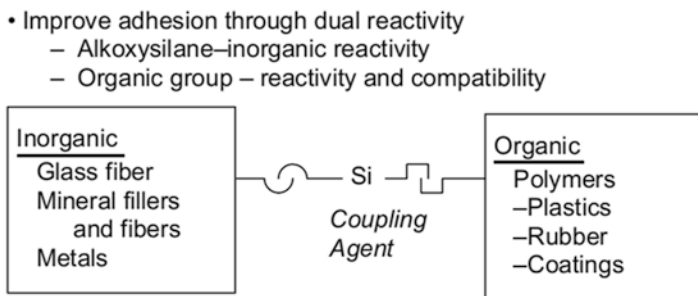 • Improve adhesion through dual reactivity
– Alkoxysilane–inorganic reactivity
– Organic group – reactivity and compatibility
Inorganic
Glass fiber
Mineral fillers
and fibers
Metals
Si
Coupling
Agent
Organic
Polymers
–Plastics
–Rubber
–Coatings